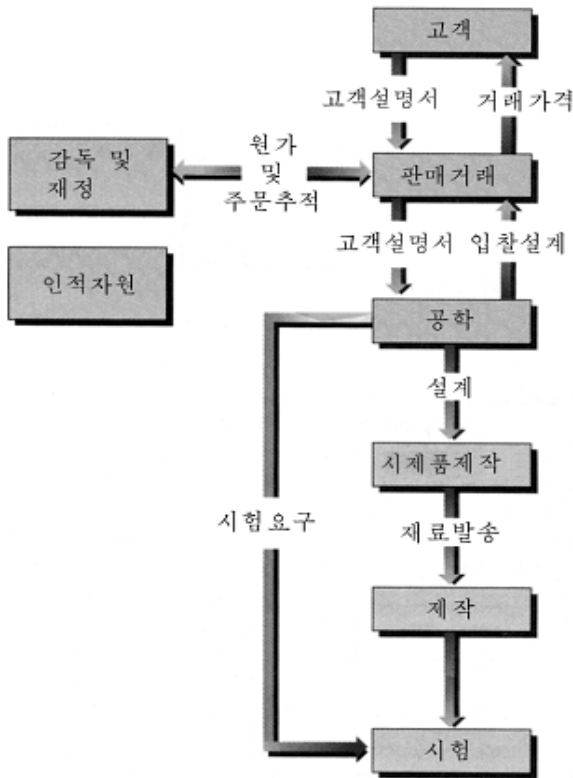 고객
고객설명서 거래가격
감독 및
재정
원가
및
주문추적
판매거래
고객설명서 입찰설계
인적자원
공학
설계
시제품제작
시험요구
재료발송
제작
시험